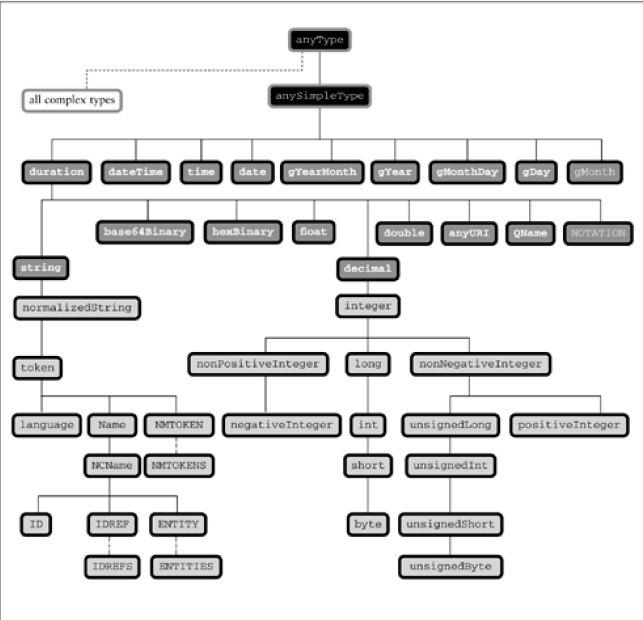 anyType
all complex types
anySimpleType
duration dateTime time date gYearMonth gYear gMonthDay gDay gMonth
base64Binary hexBinary float double anyURI QName NOTATION
string decimal
normalizedString integer
token nonPositiveInteger long nonNegativeInteger
language Name NMTOKEN negativeInteger int unsignedLong positiveInteger
NCName NMTOKENS short unsignedInt
ID IDREF ENTITY byte unsignedShort
IDREFS ENTITIES unsignedByte